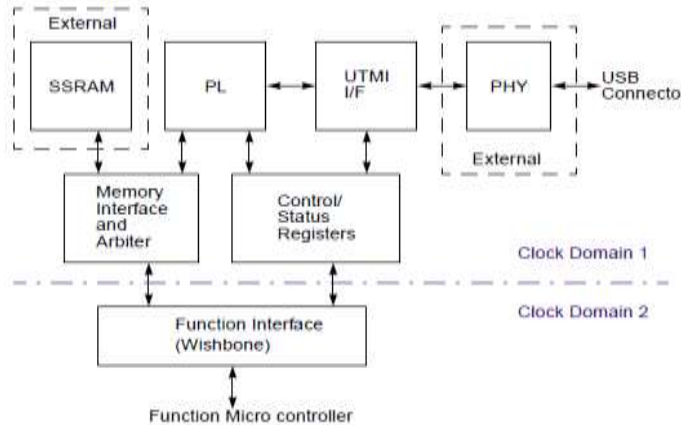 External
SSRAM
PL
UTMI
I/F
PHY
USB
Connecto
External
Memory
Interface
and
Arbiter
Control/
Status
Registers
Clock Domain 1
Clock Domain 2
Function Interface
(Wishbone)
Function Micro controller